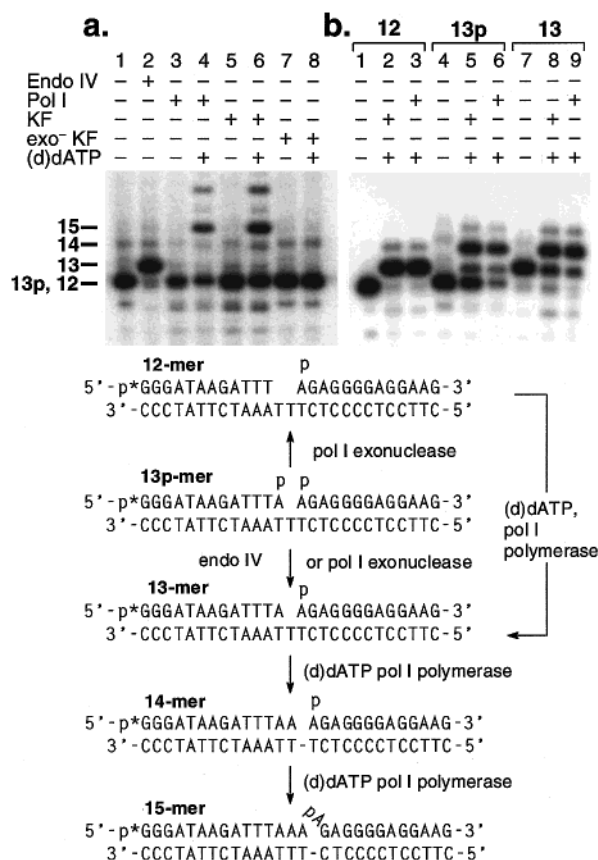 a. b. 12 13p 13
1 2 3 4 5 6 7 8 1 2 3 4 5 6 7 8 9
Endo IV − + − − − − − − − − − − − − − − −
Pol I − − + + − − − − − − + − − + − − +
KF − − − − + + − − − + − − + − − + −
exo⁻ KF − − − − − − + + − − − − − − − − −
(d)dATP − − − + − + − + − + + − + + − + +
15
14
13
13p, 12
12-mer p
5'-p*GGGATAAGATTT AGAGGGGAGGAAG-3'
3'-CCCTATTCTAAATTTCTCCCCTCCTTC-5'
pol I exonuclease
13p-mer p p
5'-p*GGGATAAGATTTA AGAGGGGAGGAAG-3'
3'-CCCTATTCTAAATTTCTCCCCTCCTTC-5'
(d)dATP,
pol I
polymerase
endo IV or pol I exonuclease
13-mer p
5'-p*GGGATAAGATTTA AGAGGGGAGGAAG-3'
3'-CCCTATTCTAAATTTCTCCCCTCCTTC-5'
(d)dATP pol I polymerase
14-mer p
5'-p*GGGATAAGATTTAA AGAGGGGAGGAAG-3'
3'-CCCTATTCTAAATT-TCTCCCCTCCTTC-5'
(d)dATP pol I polymerase
15-mer pA
5'-p*GGGATAAGATTTAAA GAGGGGAGGAAG-3'
3'-CCCTATTCTAAATTT-CTCCCCTCCTTC-5'